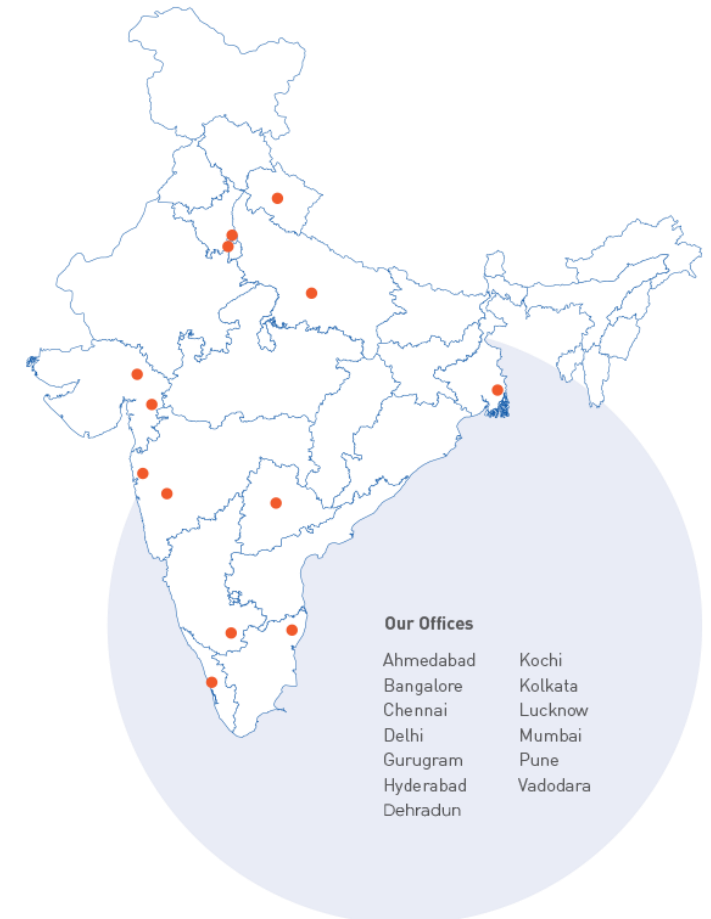 Our Offices
Ahmedabad
Bangalore
Chennai
Delhi
Gurugram
Hyderabad
Dehradun
Kochi
Kolkata
Lucknow
Mumbai
Pune
Vadodara